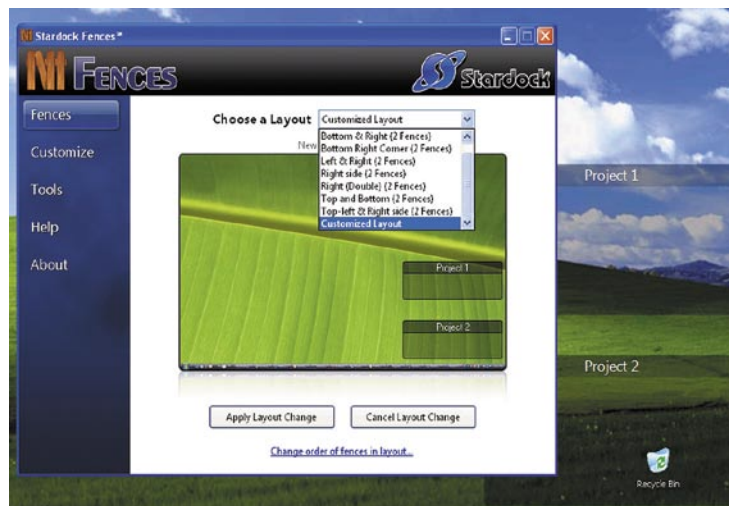 Stardock Fences™
FENCES
Stardock
Fences
Customize
Tools
Help
About
Choose a Layout
Customized Layout
New
Bottom & Right (2 Fences)
Bottom Right Corner (2 Fences)
Left & Right (2 Fences)
Right side (2 Fences)
Right (Double) (2 Fences)
Top and Bottom (2 Fences)
Top-left & Right side (2 Fences)
Customized Layout
Project 1
Project 2
Apply Layout Change
Cancel Layout Change
Change order of fences in layout...
Project 1
Project 2
Recycle Bin